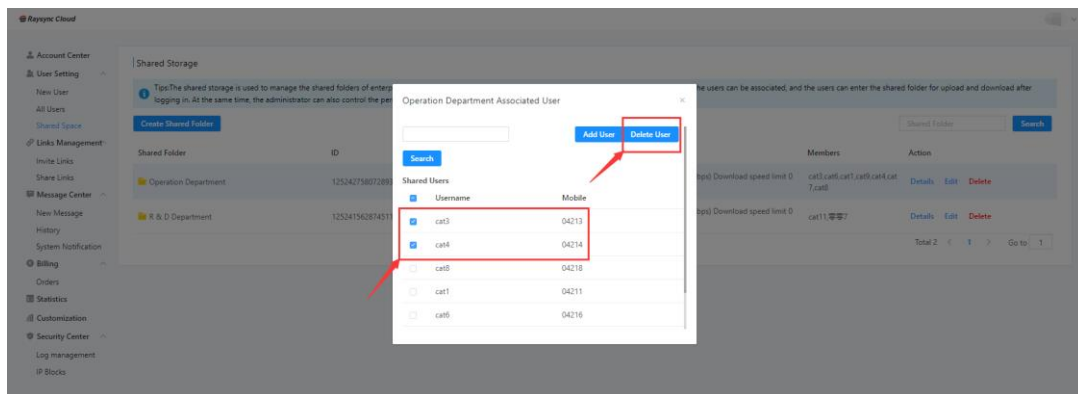 Raysync Cloud
Account Center
User Setting
New User
All Users
Shared Space
Links Management
Invite Links
Share Links
Message Center
New Message
History
System Notification
Billing
Orders
Statistics
Customization
Security Center
Log management
IP Blocks
Shared Storage
Tips:The shared storage is used to manage the shared folders of enterp
he users can be associated, and the users can enter the shared folder for upload and download after
logging in. At the same time, the administrator can also control the per
Create Shared Folder
Shared Folder
Search
Shared Folder ID Members Action
Operation Department 125242758072893 bps) Download speed limit 0 cat3,cat6,cat1,cat9,cat4,cat
7,cat8 Details Edit Delete
R & D Department 125241562874511 bps) Download speed limit 0 cat11,零零7 Details Edit Delete
Total 2 < 1 > Go to 1
Operation Department Associated User ×
Add User Delete User
Search
Shared Users
Username Mobile
cat3 04213
cat4 04214
cat8 04218
cat1 04211
cat6 04216